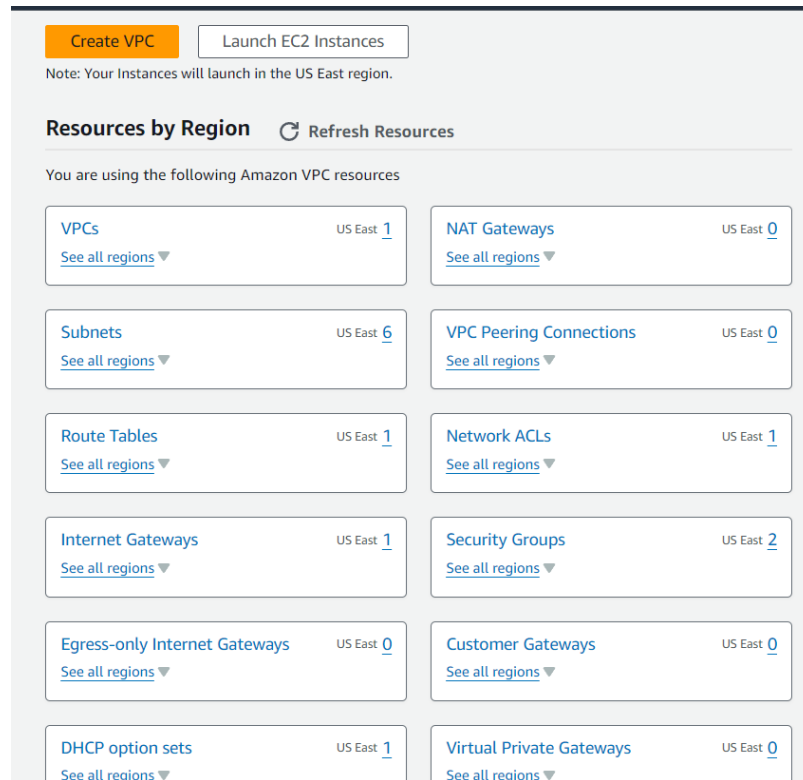 Create VPC
Launch EC2 Instances
Note: Your Instances will launch in the US East region.
Resources by Region
Refresh Resources
You are using the following Amazon VPC resources
VPCs US East 1
See all regions
NAT Gateways US East 0
See all regions
Subnets US East 6
See all regions
VPC Peering Connections US East 0
See all regions
Route Tables US East 1
See all regions
Network ACLs US East 1
See all regions
Internet Gateways US East 1
See all regions
Security Groups US East 2
See all regions
Egress-only Internet Gateways US East 0
See all regions
Customer Gateways US East 0
See all regions
DHCP option sets US East 1
See all regions
Virtual Private Gateways US East 0
See all regions